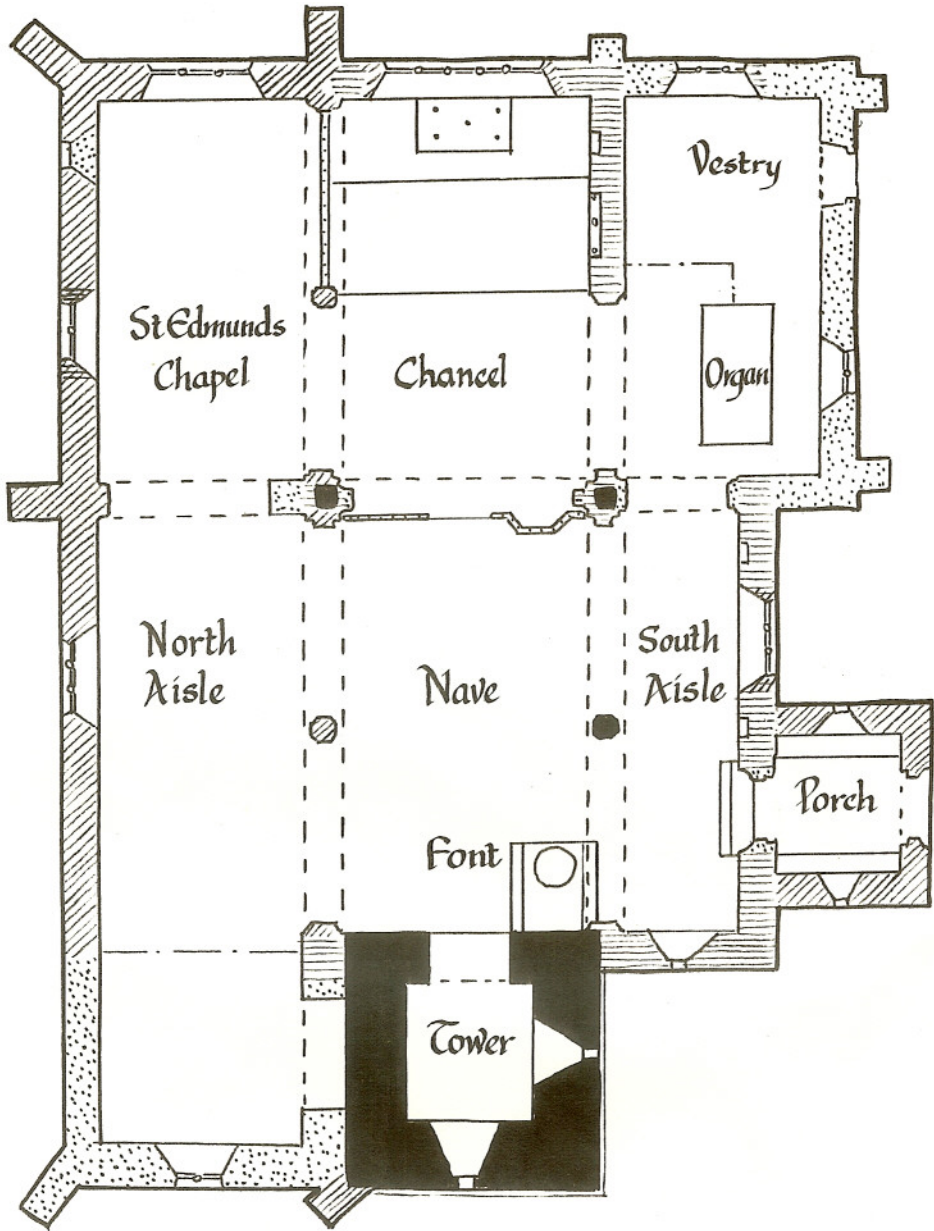 Vestry
St Edmunds
Chapel
Chancel
Organ
North
Aisle
Nave
South
Aisle
Porch
Font
Tower